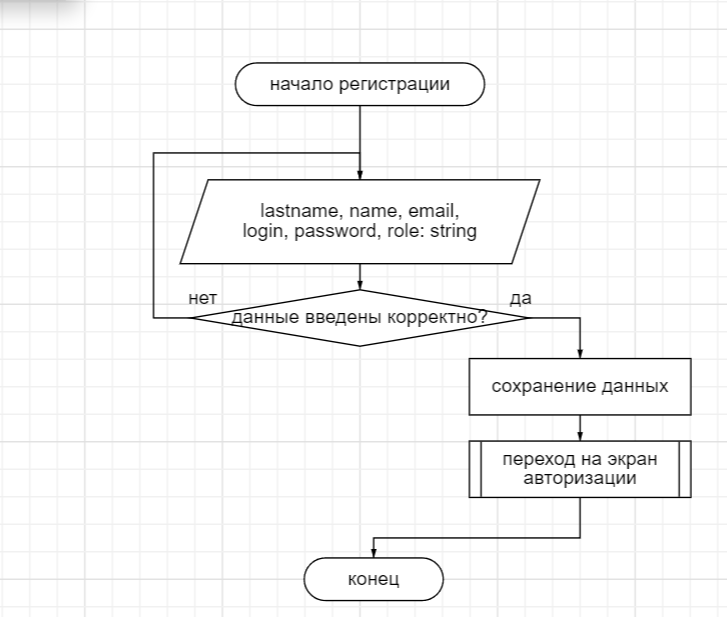 начало регистрации
lastname, name, email,
login, password, role: string
нет
да
данные введены корректно?
сохранение данных
переход на экран
авторизации
конец